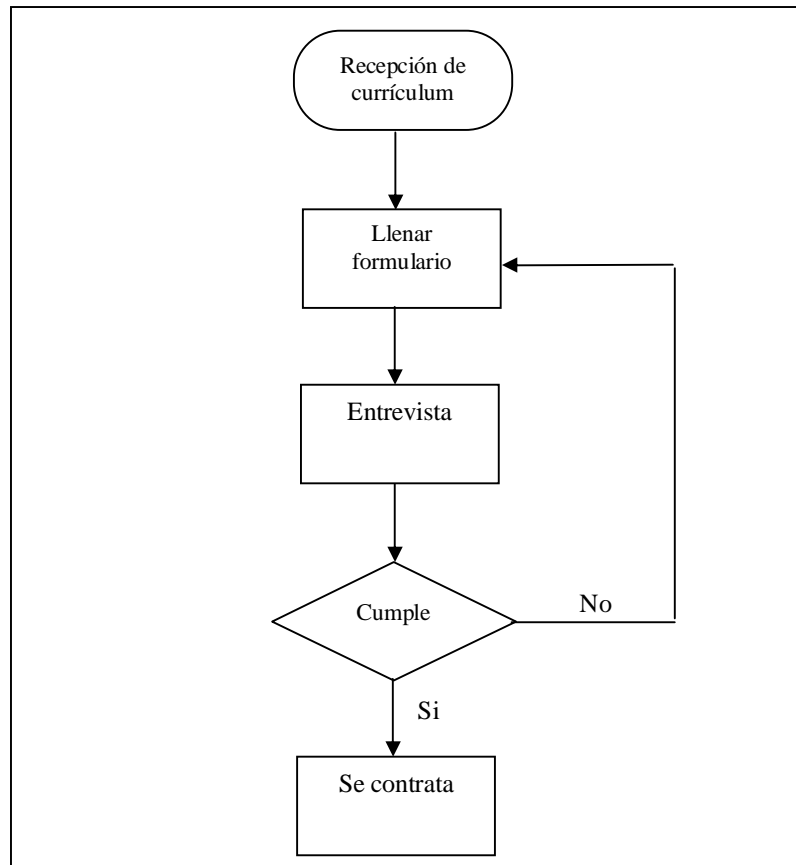 Recepción de
currículum
Llenar
formulario
Entrevista
Cumple
No
Si
Se contrata